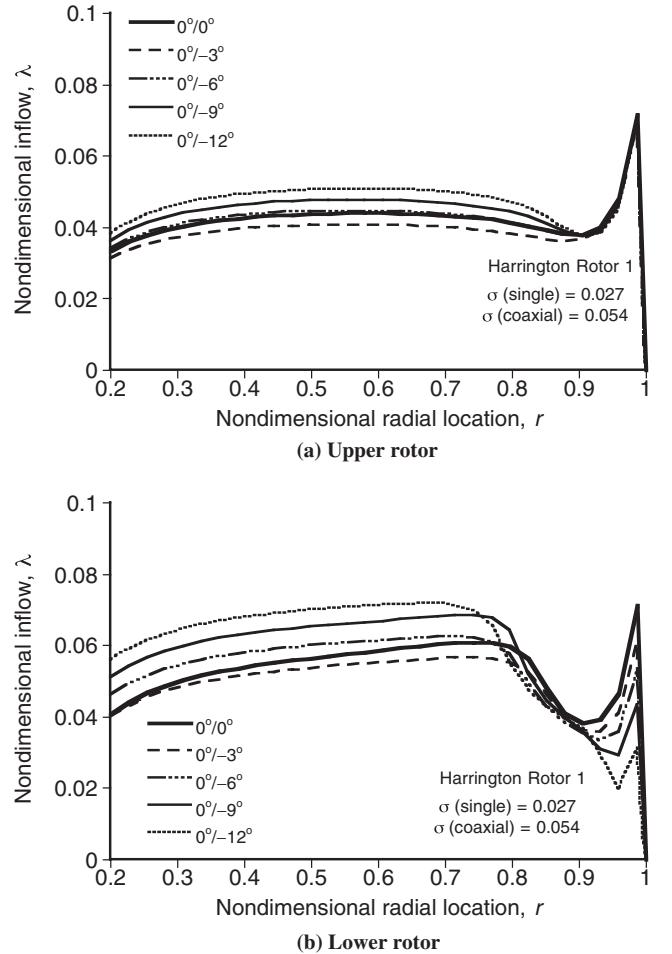 0.1
0.08
0.06
0.04
0.02
0
Nondimensional inflow, λ
0°/0°
0°/−3°
0°/−6°
0°/−9°
0°/−12°
Harrington Rotor 1
σ (single) = 0.027
σ (coaxial) = 0.054
0.2 0.3 0.4 0.5 0.6 0.7 0.8 0.9 1
Nondimensional radial location, r
(a) Upper rotor
0.1
0.08
0.06
0.04
0.02
0
Nondimensional inflow, λ
0°/0°
0°/−3°
0°/−6°
0°/−9°
0°/−12°
Harrington Rotor 1
σ (single) = 0.027
σ (coaxial) = 0.054
0.2 0.3 0.4 0.5 0.6 0.7 0.8 0.9 1
Nondimensional radial location, r
(b) Lower rotor